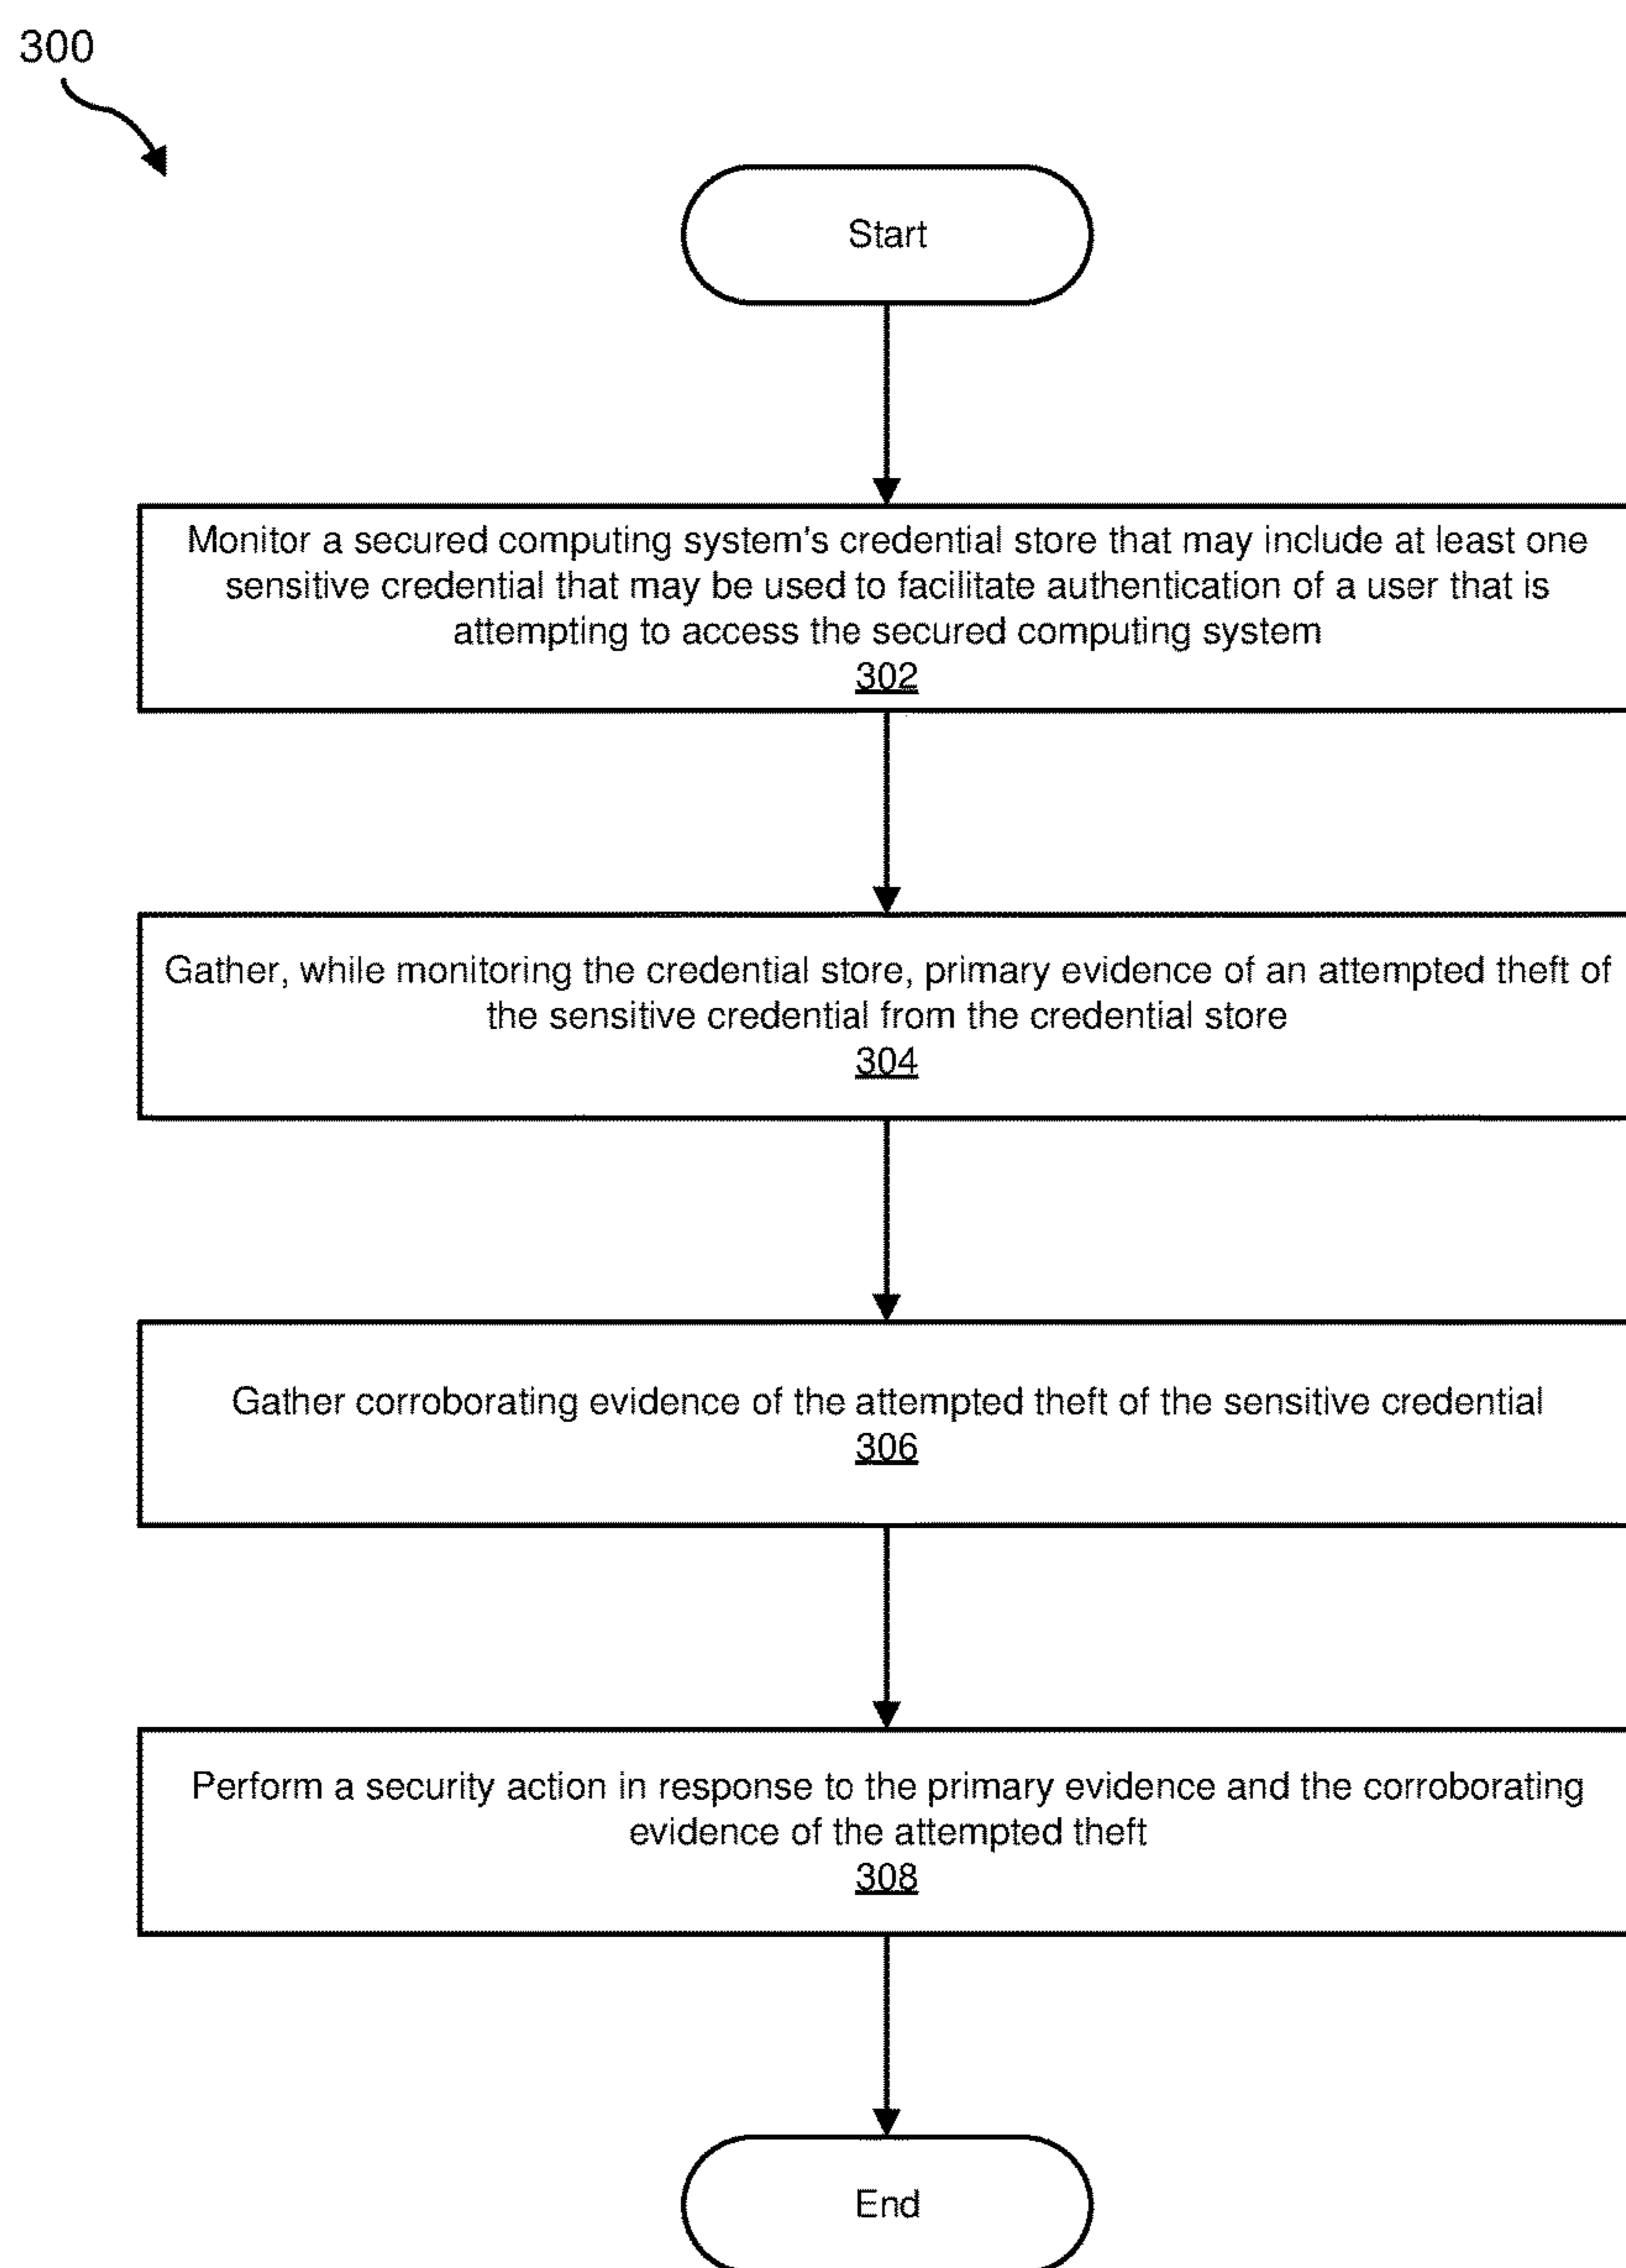 300
Start
Monitor a secured computing system's credential store that may include at least one
sensitive credential that may be used to facilitate authentication of a user that is
attempting to access the secured computing system
302
Gather, while monitoring the credential store, primary evidence of an attempted theft of
the sensitive credential from the credential store
304
Gather corroborating evidence of the attempted theft of the sensitive credential
306
Perform a security action in response to the primary evidence and the corroborating
evidence of the attempted theft
308
End